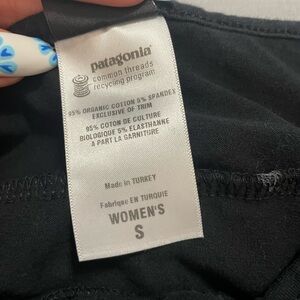 patagonia
common threads
recycling program
95% ORGANIC COTTON 5% SPANDEX
EXCLUSIVE OF TRIM
95% COTON DE CULTURE
BIOLOGIQUE 5% ELASTHANNE
A PART LA GARNITURE
Made in TURKEY
Fabrique EN TURQUIE
WOMEN'S
S